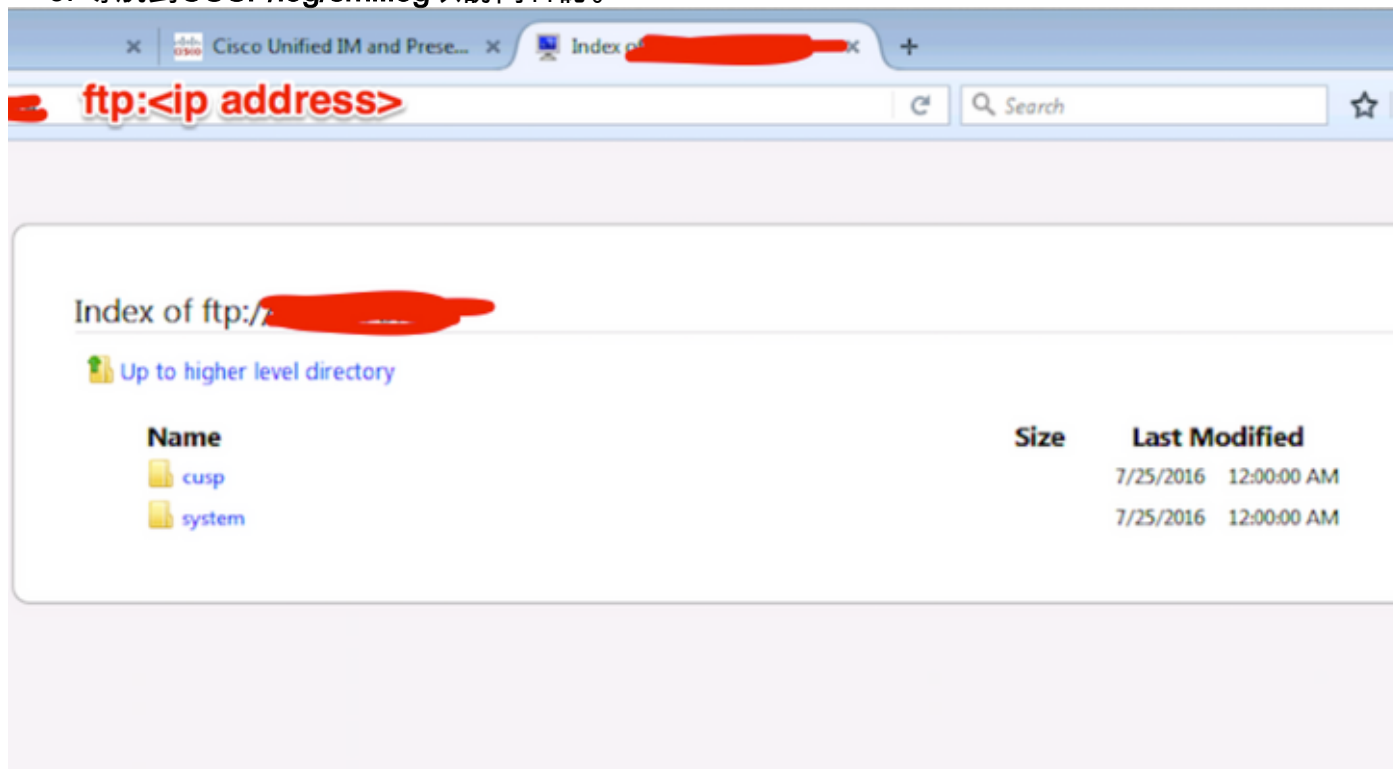 Cisco Unified IM and Prese...
Index of
ftp:<ip address>
Search
Index of ftp:/
Up to higher level directory
Name Size Last Modified
cusp 7/25/2016 12:00:00 AM
system 7/25/2016 12:00:00 AM